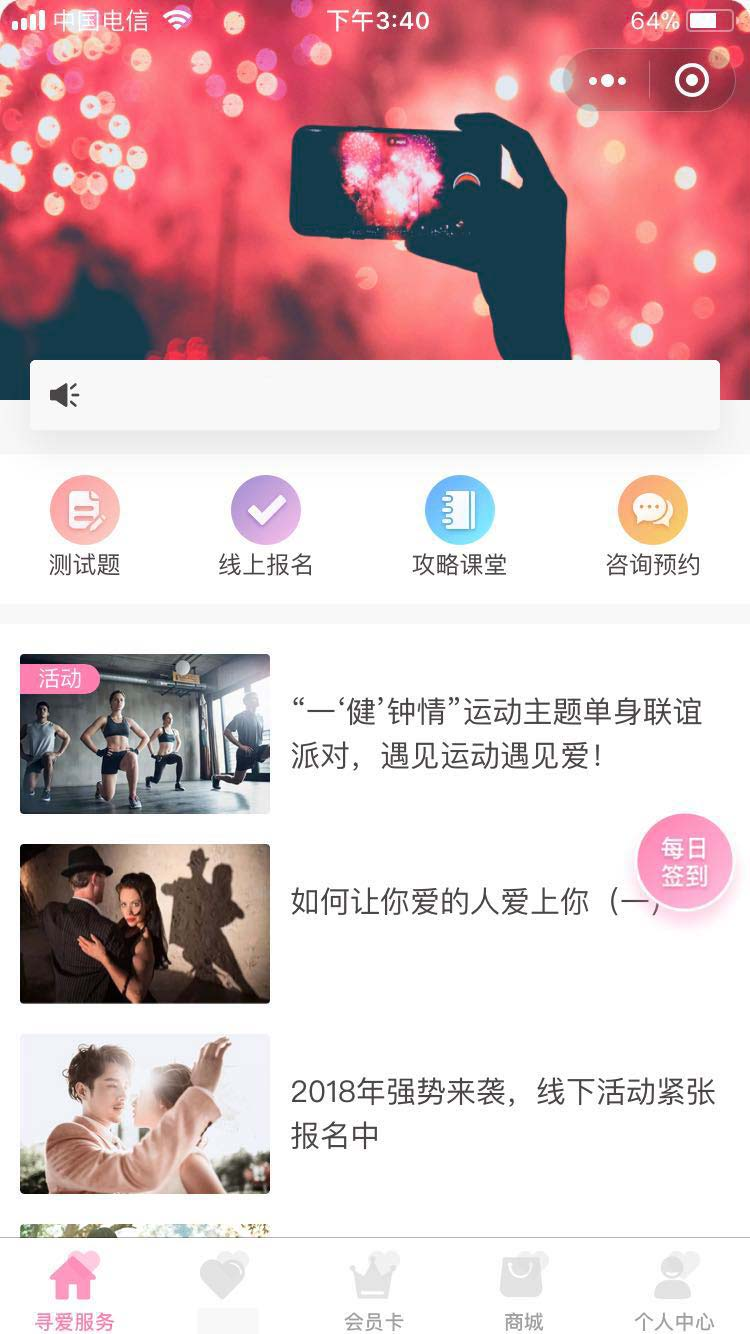 中国电信 下午3:40 64%
测试题 线上报名 攻略课堂 咨询预约
活动
“一‘健’钟情”运动主题单身联谊
派对，遇见运动遇见爱！
每日
签到
如何让你爱的人爱上你（一）
2018年强势来袭，线下活动紧张
报名中
寻爱服务 会员卡 商城 个人中心